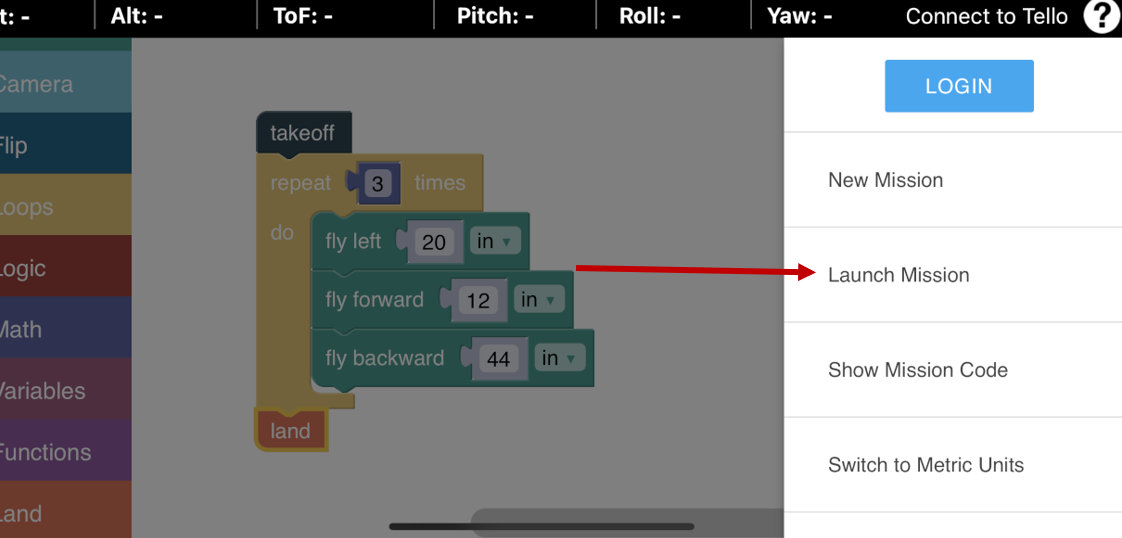 t: -
Alt: -
ToF: -
Pitch: -
Roll: -
Yaw: -
Connect to Tello
?
Camera
Flip
Loops
Logic
Math
Variables
Functions
Land
takeoff
repeat 3 times
do
fly left 20 in ▾
fly forward 12 in ▾
fly backward 44 in ▾
land
LOGIN
New Mission
Launch Mission
Show Mission Code
Switch to Metric Units